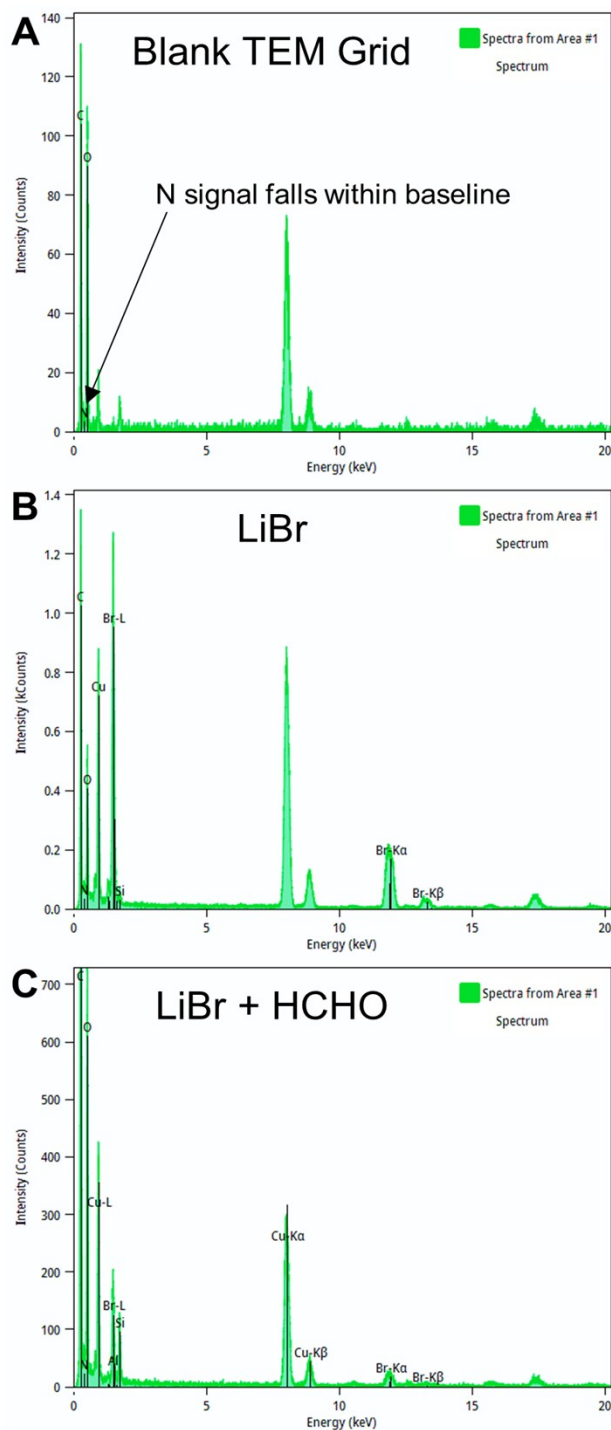 A
Blank TEM Grid
Spectra from Area #1
Spectrum
N signal falls within baseline
C
O
N
140
120
100
80
60
40
20
0
Intensity (Counts)
0
5
10
15
20
Energy (keV)
B
LiBr
Spectra from Area #1
Spectrum
C
Br-L
Cu
O
N
Si
Br-Kα
Br-Kβ
1.4
1.2
1.0
0.8
0.6
0.4
0.2
0.0
Intensity (kCounts)
0
5
10
15
20
Energy (keV)
C
LiBr + HCHO
Spectra from Area #1
Spectrum
C
O
Cu-L
Br-L
Si
Al
N
Cu-Kα
Cu-Kβ
Br-Kα
Br-Kβ
700
600
500
400
300
200
100
0
Intensity (Counts)
0
5
10
15
20
Energy (keV)